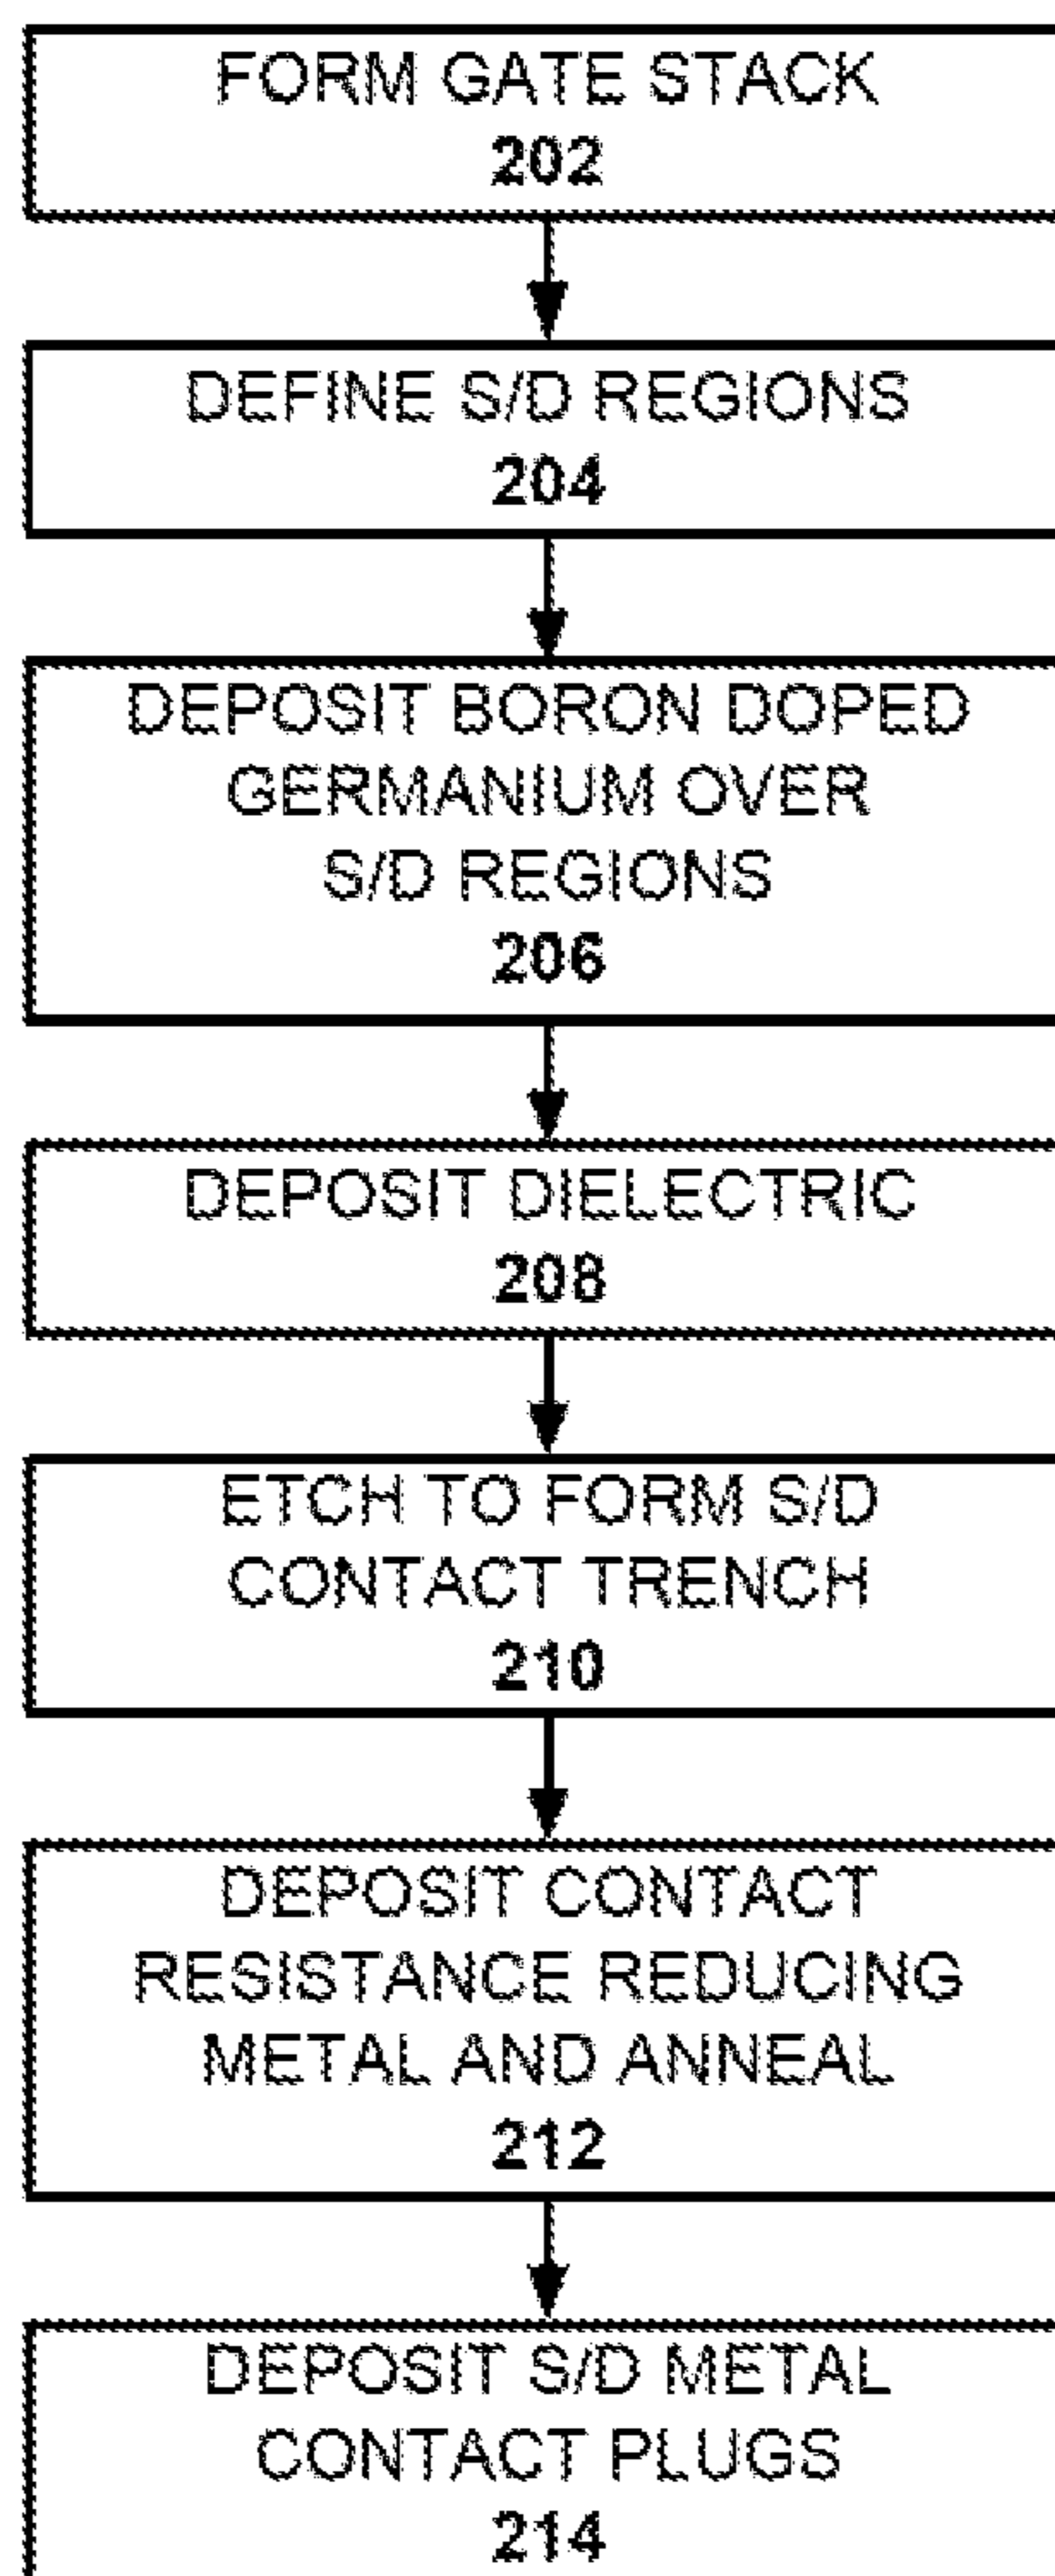 FORM GATE STACK
202
DEFINE S/D REGIONS
204
DEPOSIT BORON DOPED
GERMANIUM OVER
S/D REGIONS
206
DEPOSIT DIELECTRIC
208
ETCH TO FORM S/D
CONTACT TRENCH
210
DEPOSIT CONTACT
RESISTANCE REDUCING
METAL AND ANNEAL
212
DEPOSIT S/D METAL
CONTACT PLUGS
214